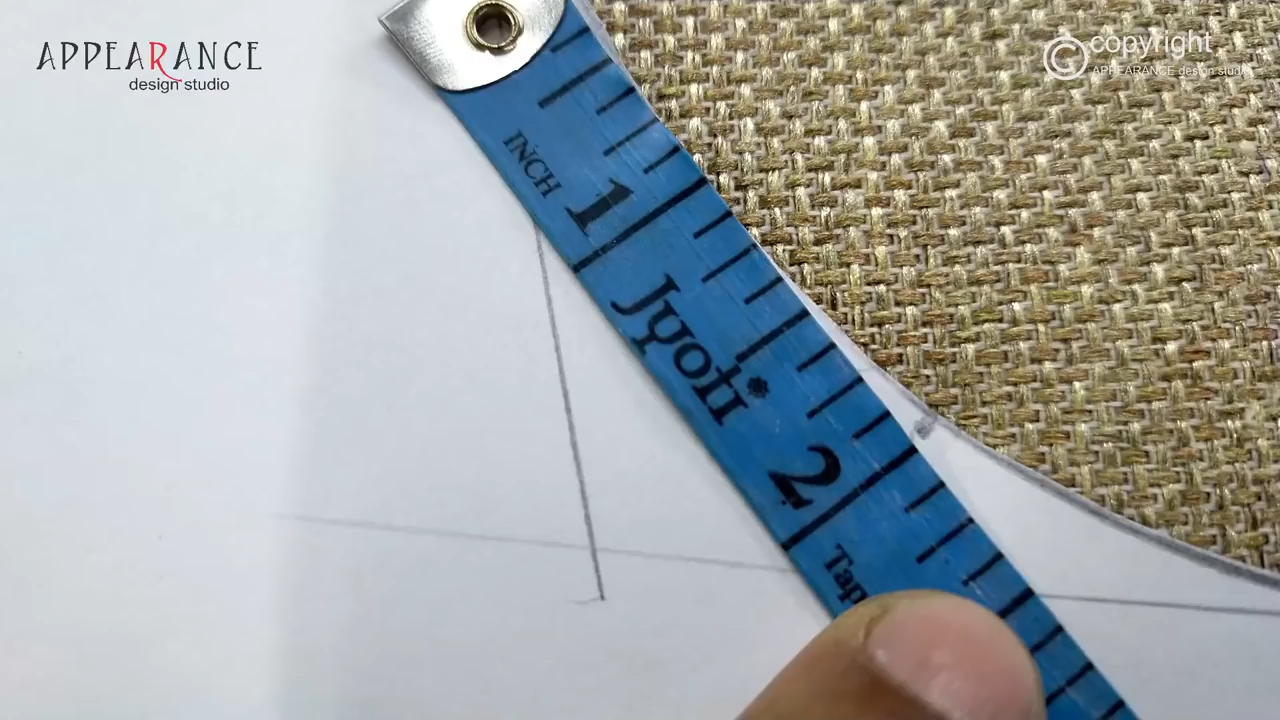 APPEARANCE
design studio
copyright
APPEARANCE design studio
INCH
1
Jyoti
2
Tap